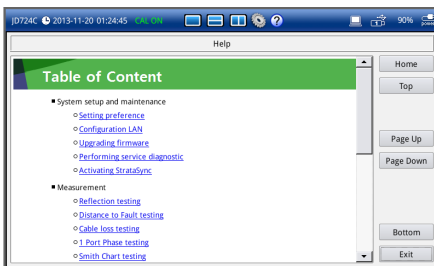 JD724C 2013-11-20 01:24:45 CAL ON 90%
Help
Table of Content
Home
Top
Page Up
Page Down
Bottom
Exit
System setup and maintenance
Setting preference
Configuration LAN
Upgrading firmware
Performing service diagnostic
Activating StrataSync
Measurement
Reflection testing
Distance to Fault testing
Cable loss testing
1 Port Phase testing
Smith Chart testing